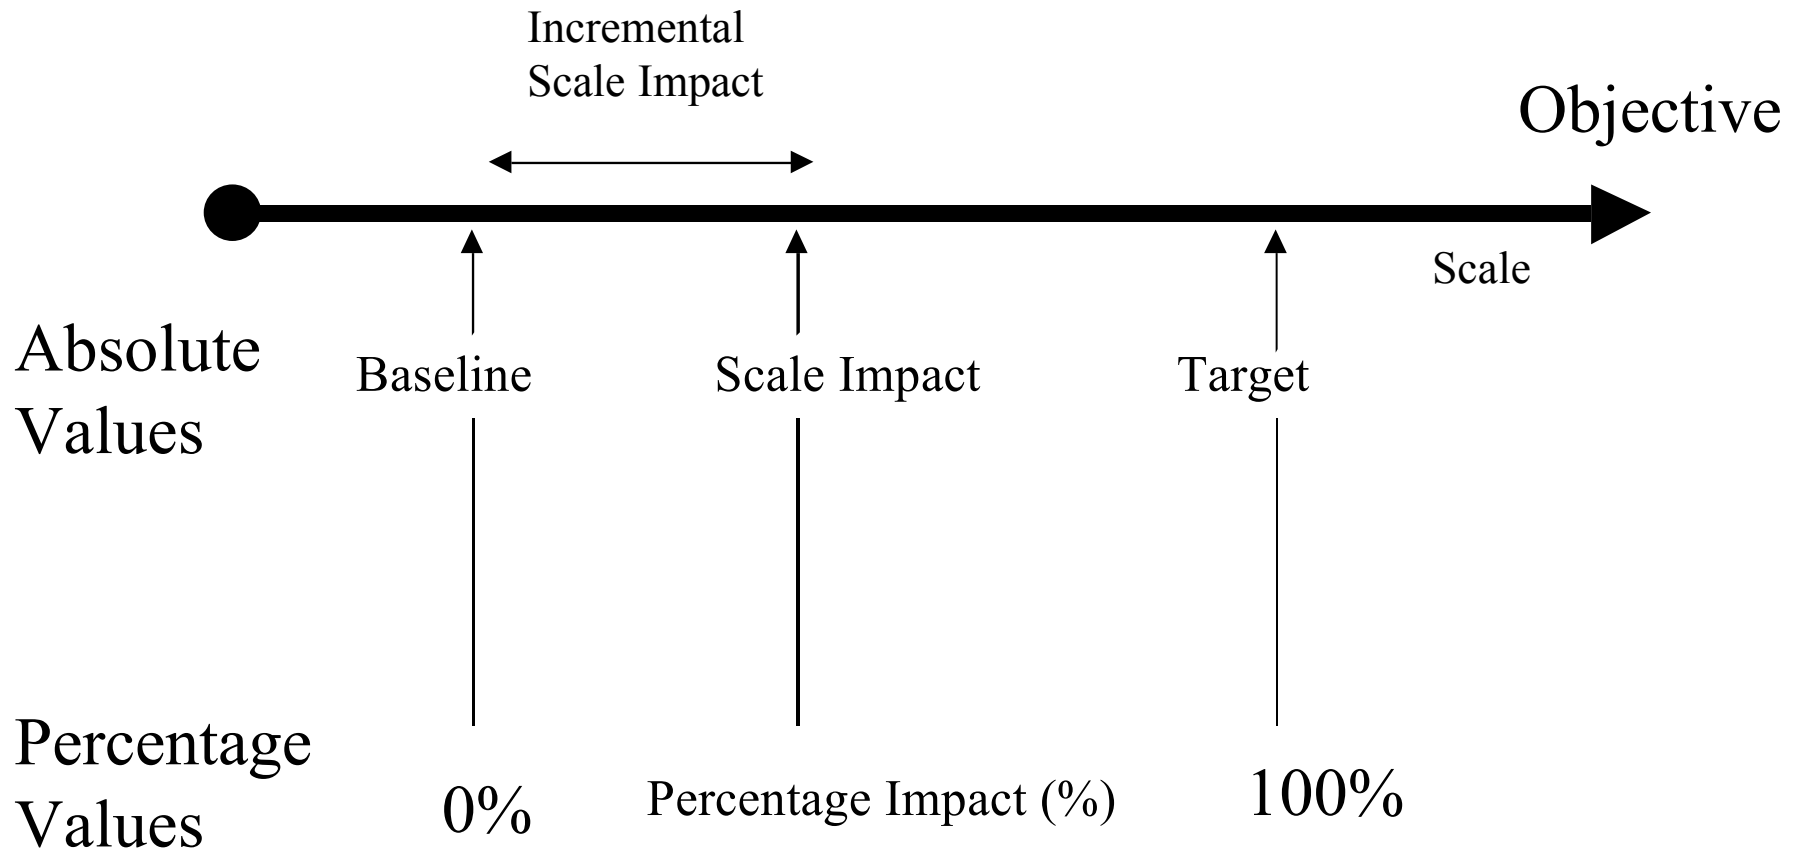 Incremental
Scale Impact
Objective
Scale
Absolute
Values
Baseline
Scale Impact
Target
Percentage
Values
0%
Percentage Impact (%)
100%